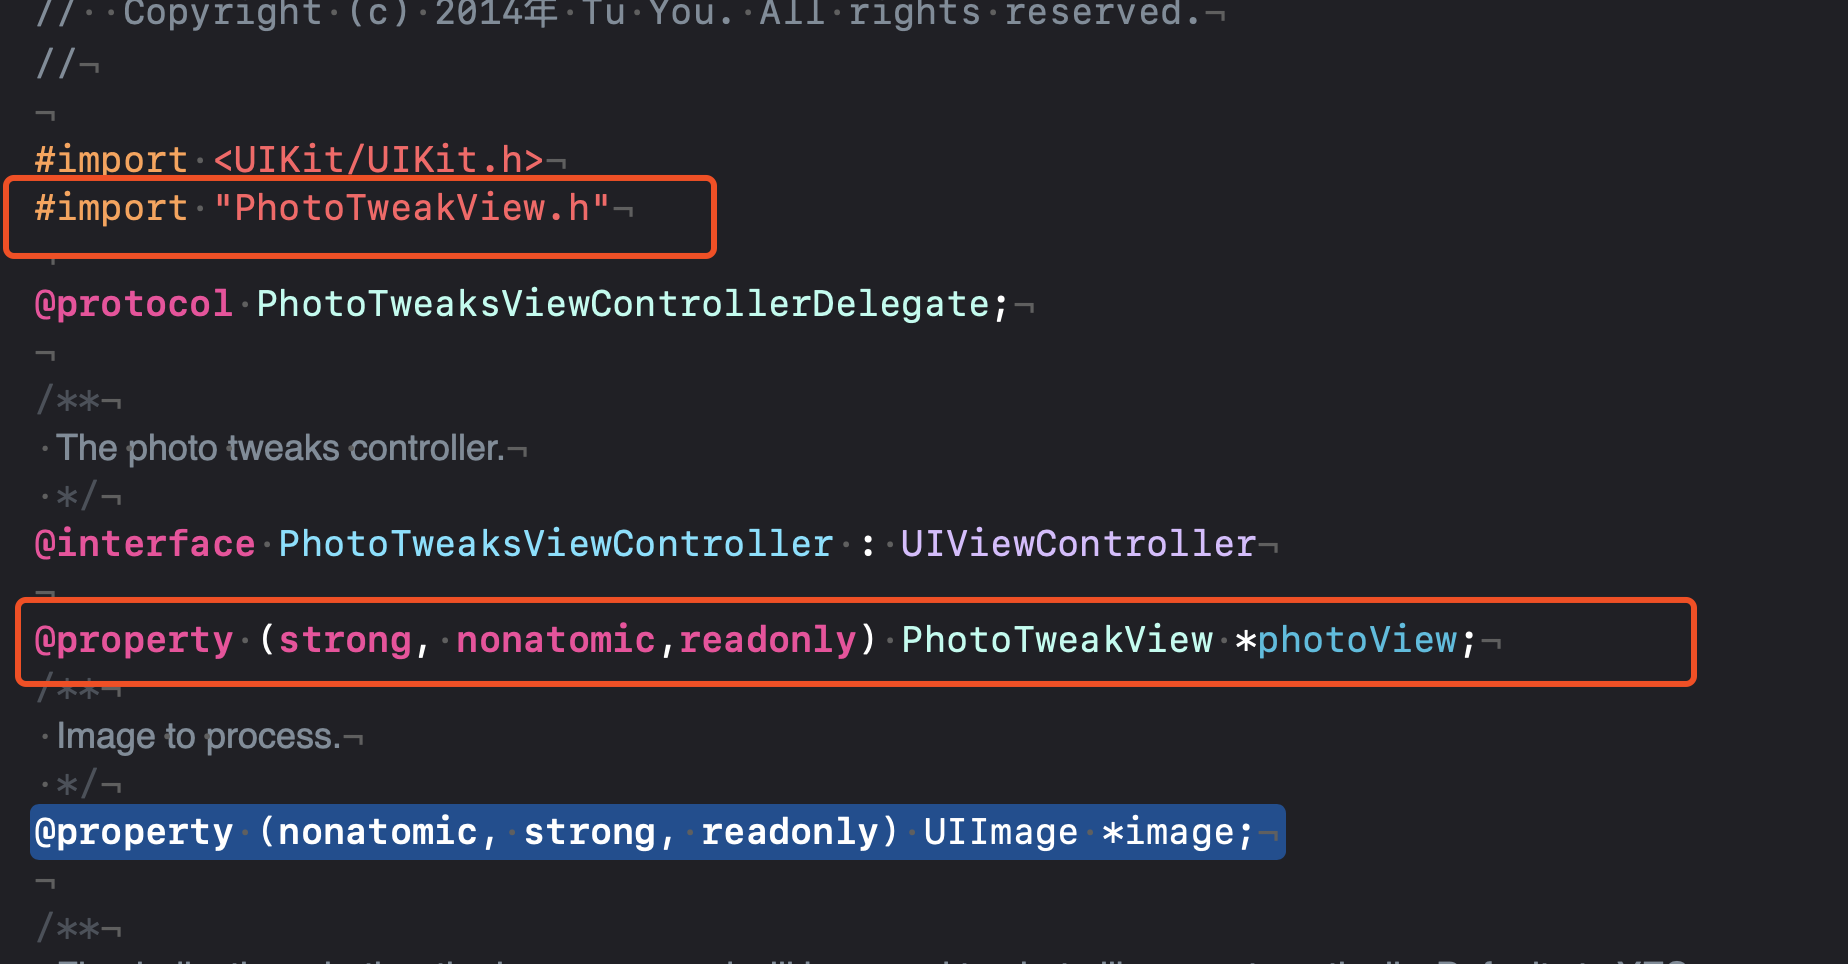 // Copyright (c) 2014年 Tu You. All rights reserved.¬
//¬
¬
#import <UIKit/UIKit.h>¬
#import "PhotoTweakView.h"¬
¬
@protocol PhotoTweaksViewControllerDelegate;¬
¬
/**¬
 The photo tweaks controller.¬
 */¬
@interface PhotoTweaksViewController : UIViewController¬
¬
@property (strong, nonatomic,readonly) PhotoTweakView *photoView;¬
/**¬
 Image to process.¬
 */¬
@property (nonatomic, strong, readonly) UIImage *image;¬
¬
/**¬